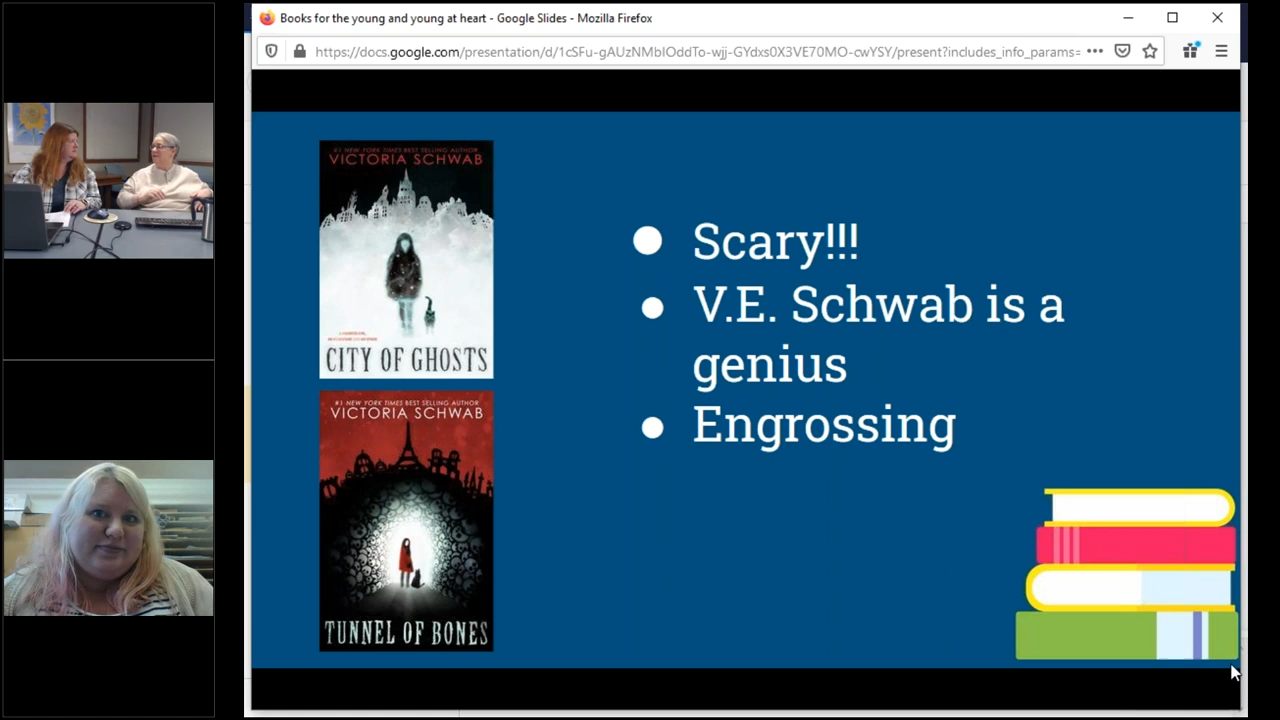 Books for the young and young at heart - Google Slides - Mozilla Firefox
https://docs.google.com/presentation/d/1cSFu-gAUzNMbIOddTo-wjj-GYdxs0X3VE70MO-cwYSY/present?includes_info_params=
#1 NEW YORK TIMES BEST SELLING AUTHOR
VICTORIA SCHWAB
CITY OF GHOSTS
#1 NEW YORK TIMES BEST SELLING AUTHOR
VICTORIA SCHWAB
TUNNEL OF BONES
● Scary!!!
● V.E. Schwab is a
genius
● Engrossing